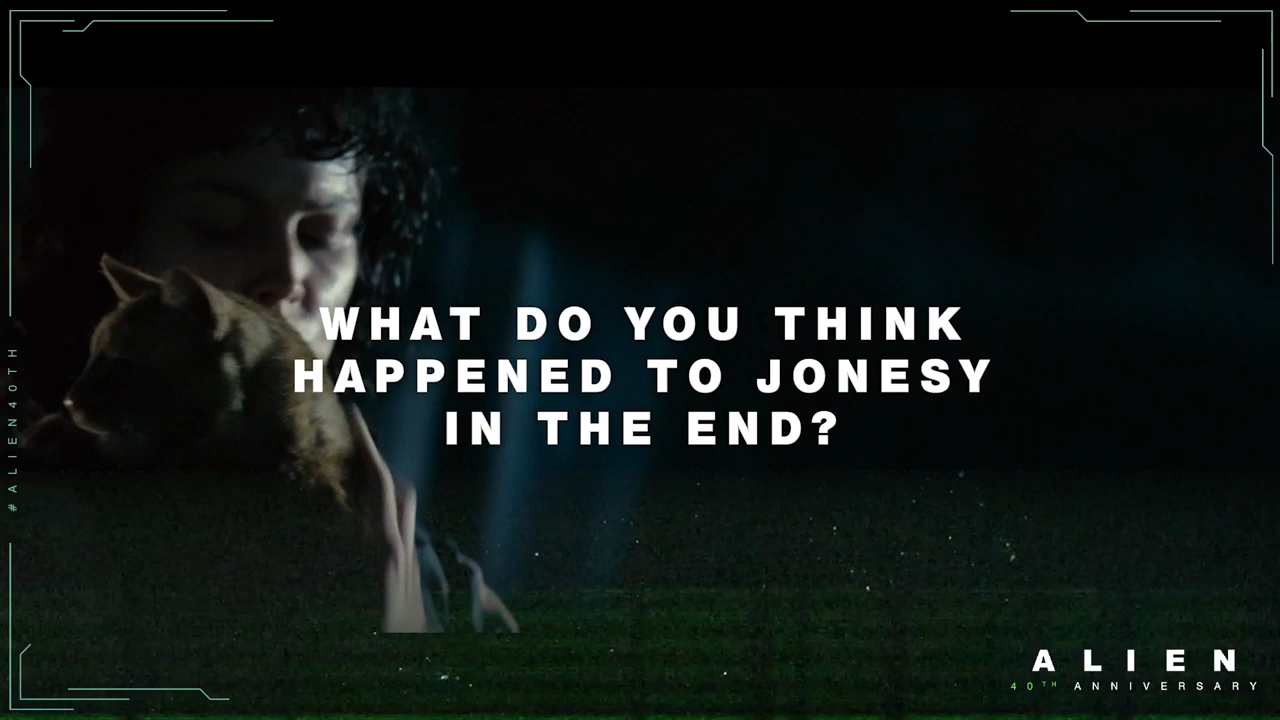 WHAT DO YOU THINK
HAPPENED TO JONESY
IN THE END?
#ALIEN40TH
ALIEN
40TH ANNIVERSARY